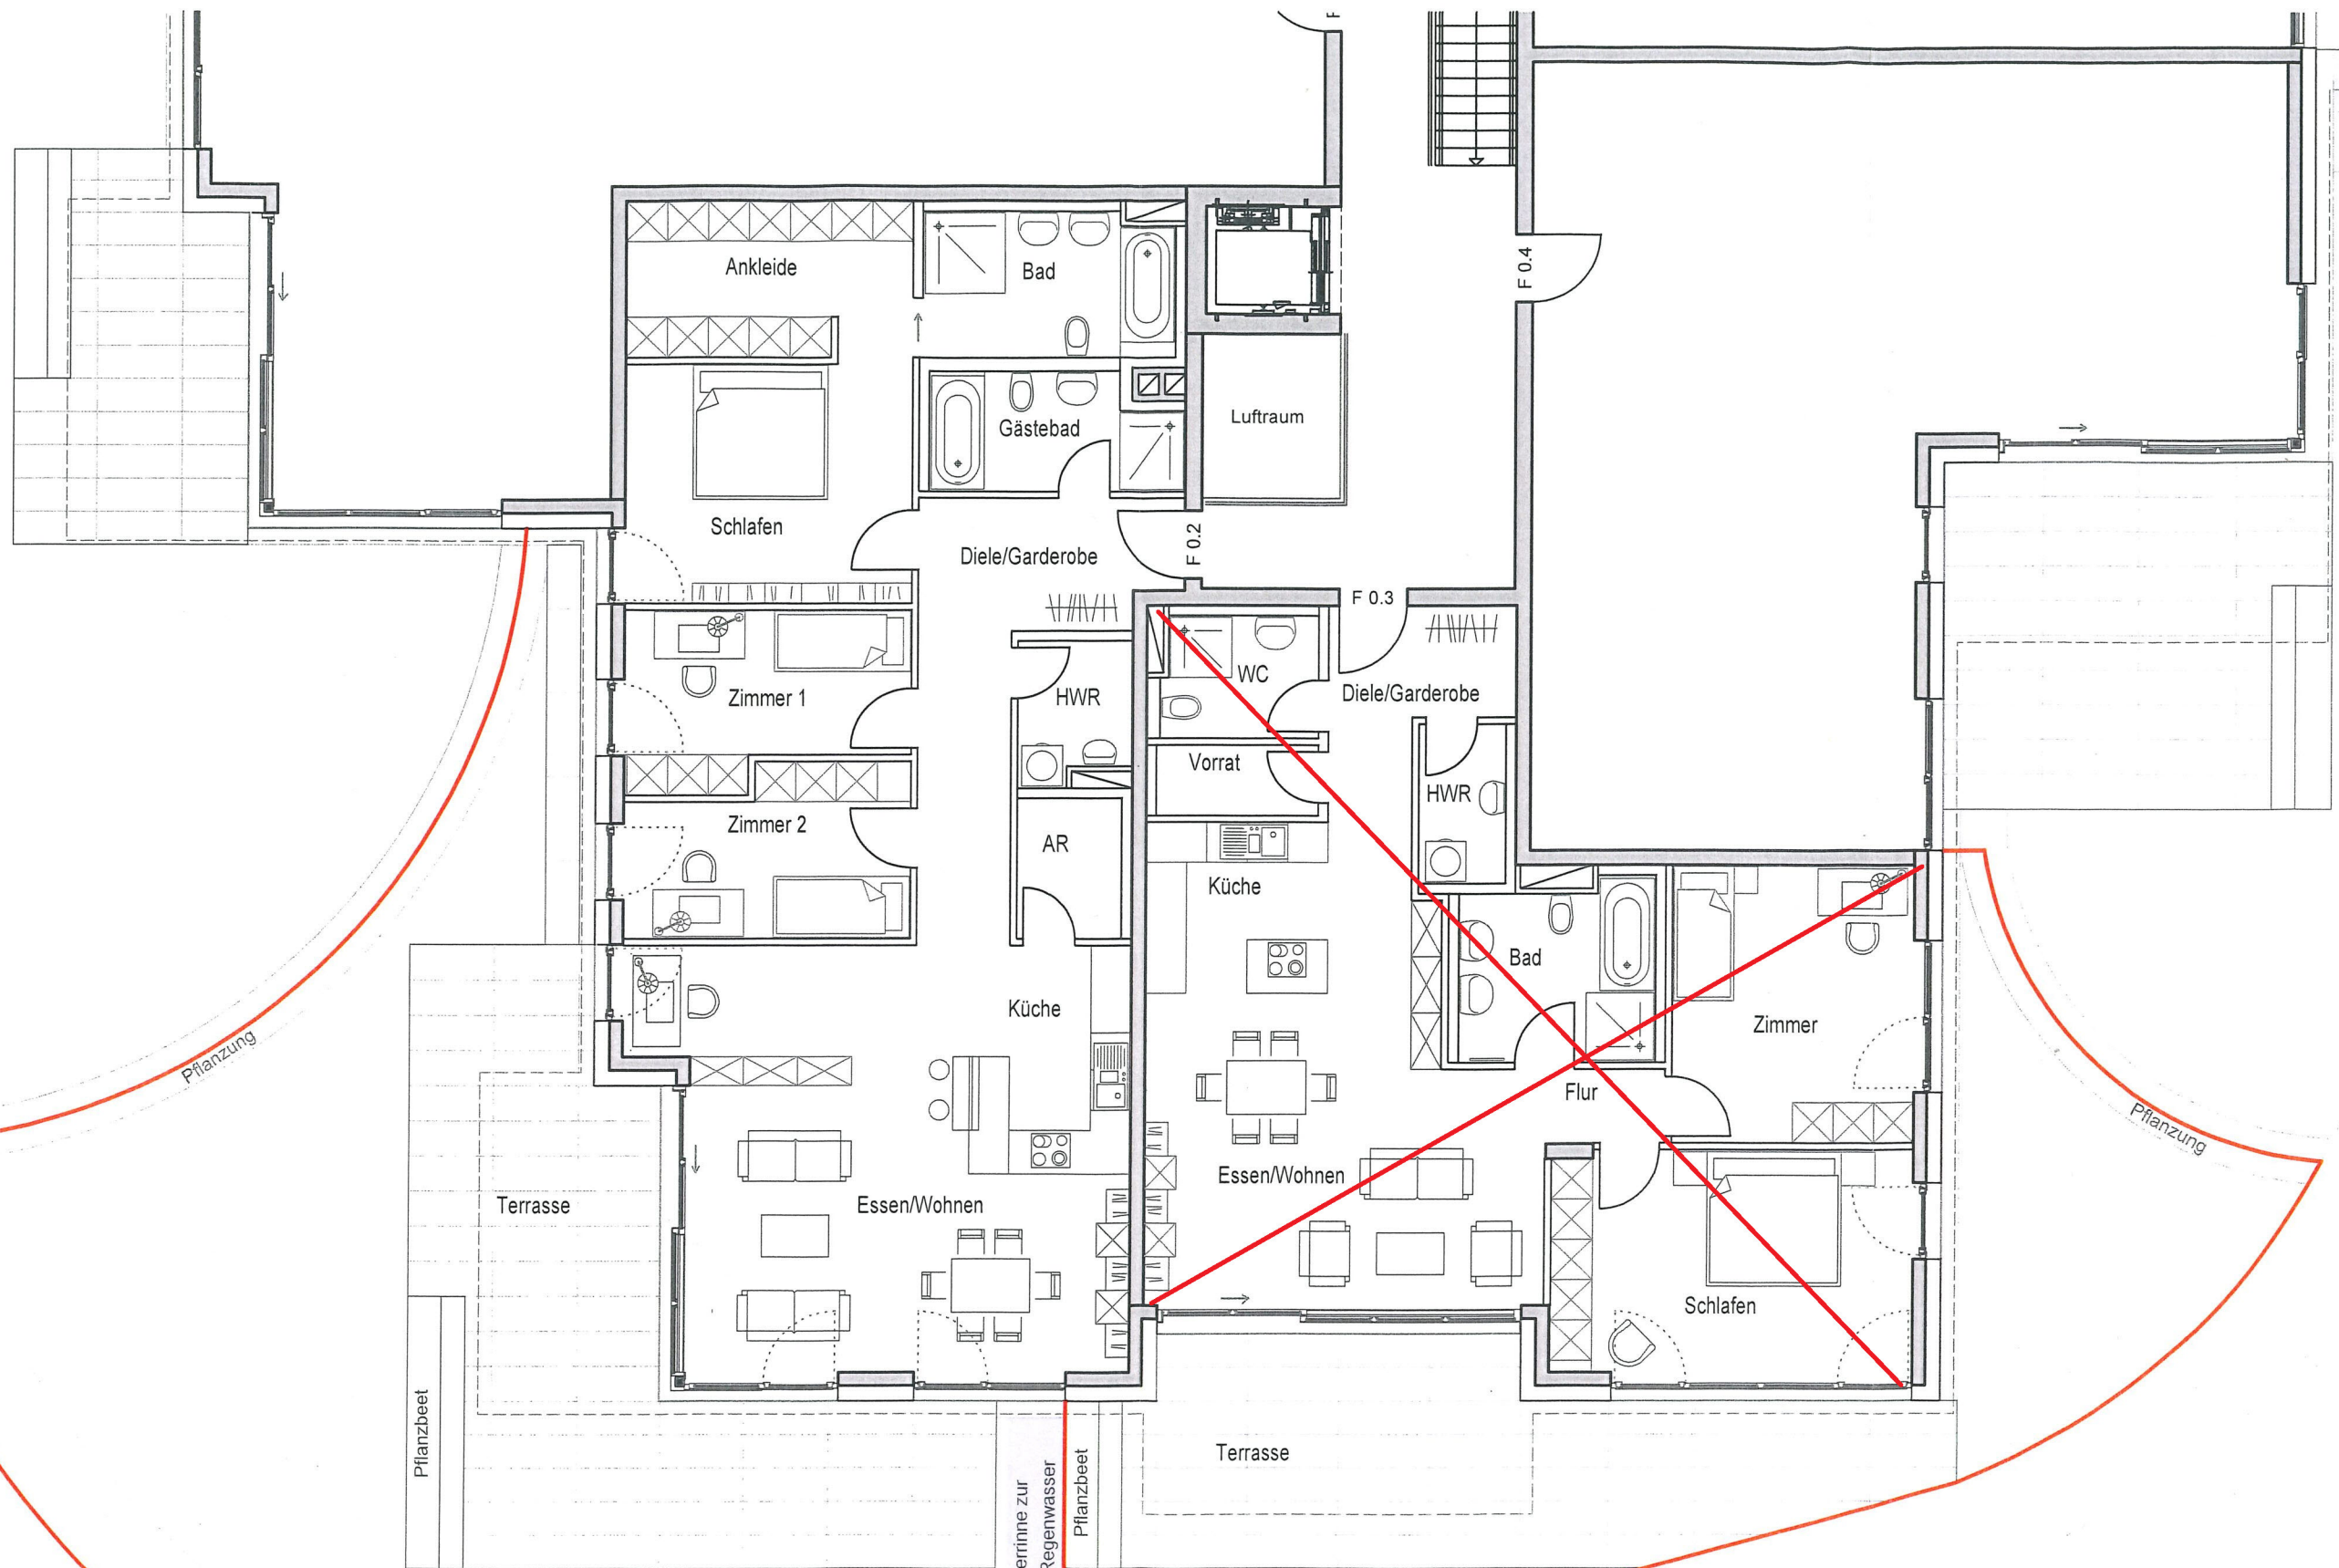 F
Ankleide
Bad
F 0.4
Luftraum
Gästebad
Schlafen
Diele/Garderobe
F 0.2
F 0.3
WC
Zimmer 1
HWR
Diele/Garderobe
Vorrat
HWR
Zimmer 2
AR
Küche
Bad
Küche
Zimmer
Pflanzung
Flur
Pflanzung
Terrasse
Essen/Wohnen
Essen/Wohnen
Schlafen
Pflanzbeet
Terrasse
errinne zur
Regenwasser
Pflanzbeet